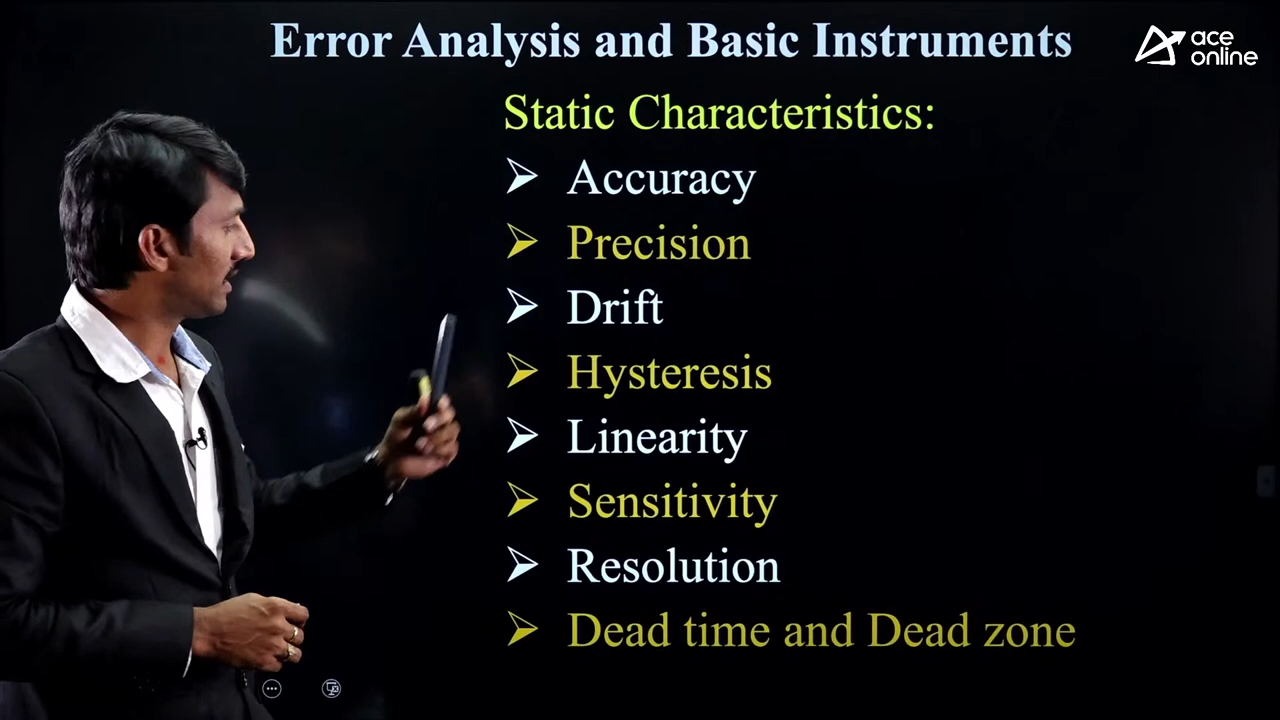 Error Analysis and Basic Instruments
ace
online
Static Characteristics:
➢ Accuracy
➢ Precision
➢ Drift
➢ Hysteresis
➢ Linearity
➢ Sensitivity
➢ Resolution
➢ Dead time and Dead zone